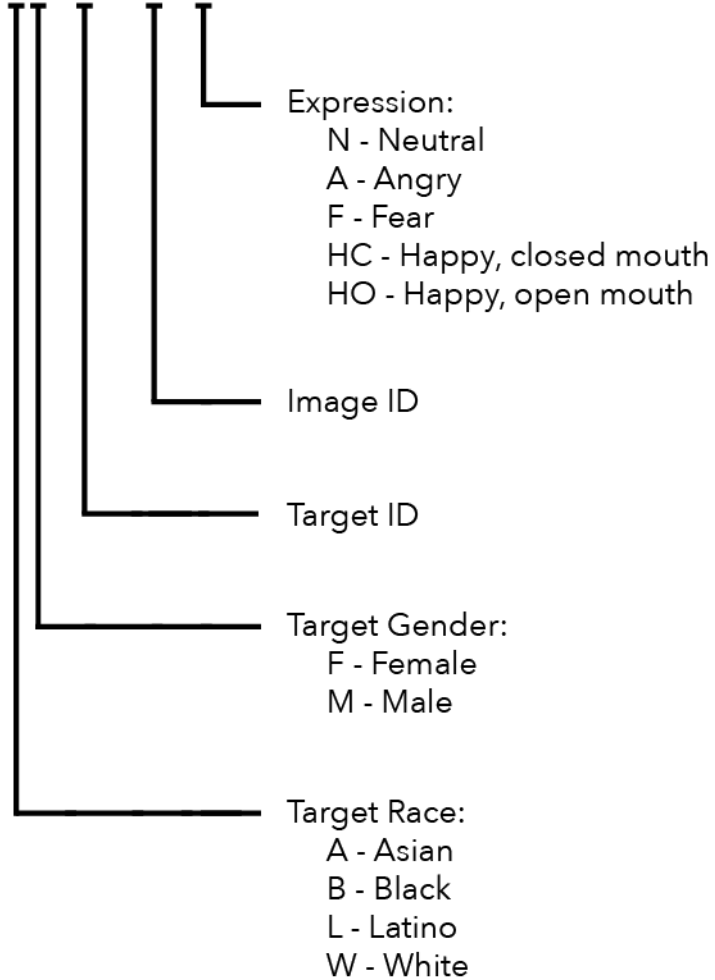 Expression:
N - Neutral
A - Angry
F - Fear
HC - Happy, closed mouth
HO - Happy, open mouth
Image ID
Target ID
Target Gender:
F - Female
M - Male
Target Race:
A - Asian
B - Black
L - Latino
W - White